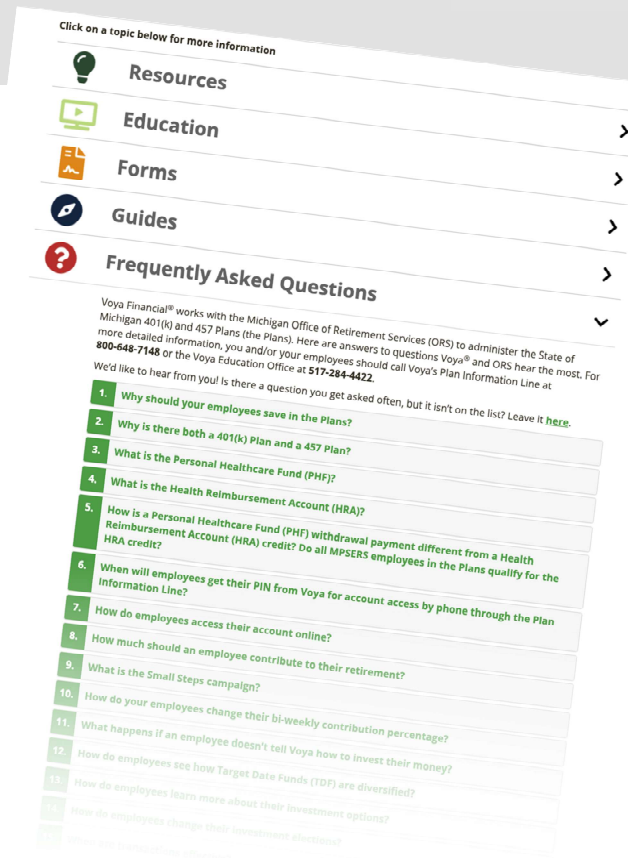 Click on a topic below for more information
Resources
Education
Forms
Guides
?
Frequently Asked Questions
Voya Financial® works with the Michigan Office of Retirement Services (ORS) to administer the State of
Michigan 401(k) and 457 Plans (the Plans). Here are answers to questions Voya® and ORS hear the most. For
more detailed information, you and/or your employees should call Voya's Plan Information Line at
800-648-7148 or the Voya Education Office at 517-284-4422.
We'd like to hear from you! Is there a question you get asked often, but it isn't on the list? Leave it here.
1. Why should your employees save in the Plans?
2. Why is there both a 401(k) Plan and a 457 Plan?
3. What is the Personal Healthcare Fund (PHF)?
4. What is the Health Reimbursement Account (HRA)?
5. How is a Personal Healthcare Fund (PHF) withdrawal payment different from a Health
Reimbursement Account (HRA) credit? Do all MPSERS employees in the Plans qualify for the
HRA credit?
6. When will employees get their PIN from Voya for account access by phone through the Plan
Information Line?
7. How do employees access their account online?
8. How much should an employee contribute to their retirement?
9. What is the Small Steps campaign?
10. How do your employees change their bi-weekly contribution percentage?
11. What happens if an employee doesn't tell Voya how to invest their money?
12. How do employees see how Target Date Funds (TDF) are diversified?
13. How do employees learn more about their investment options?
How do employees change their investment elections?